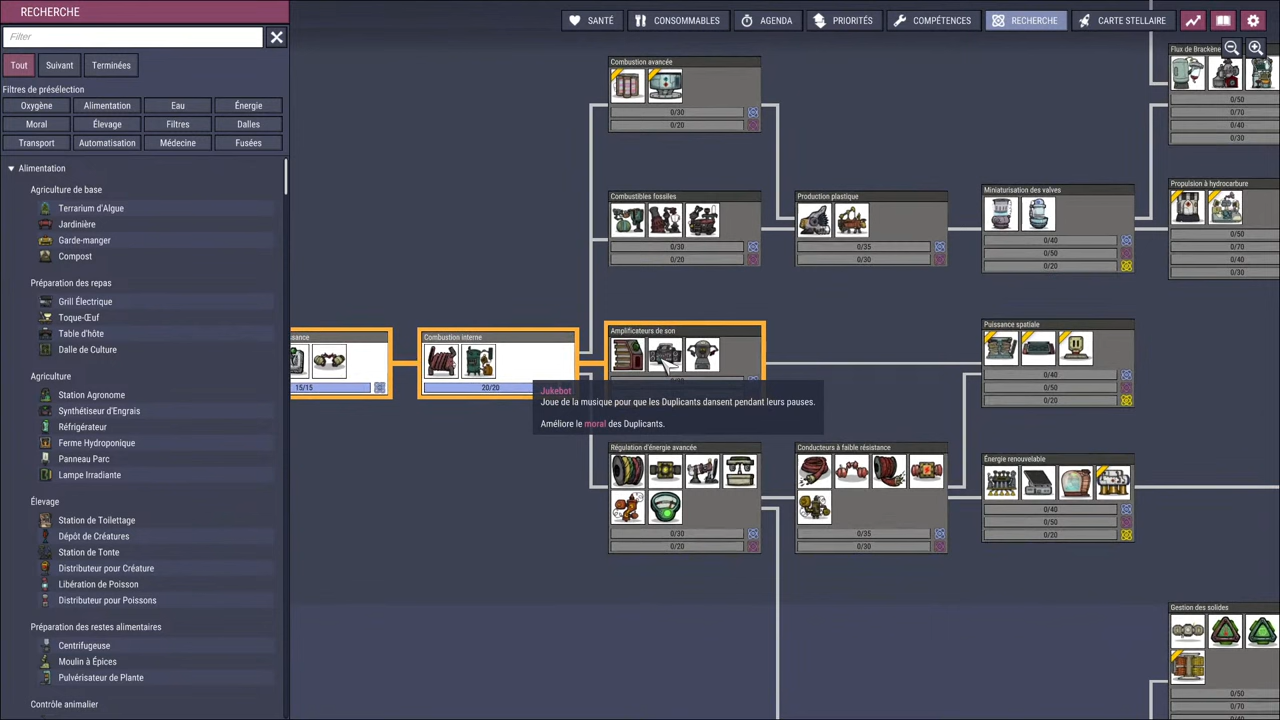 RECHERCHE
Filter
Tout
Suivant
Terminées
Filtres de présélection
Oxygène
Alimentation
Eau
Énergie
Moral
Élevage
Filtres
Dalles
Transport
Automatisation
Médecine
Fusées
Alimentation
Agriculture de base
Terrarium d'Algue
Jardinière
Garde-manger
Compost
Préparation des repas
Grill Électrique
Toque-Œuf
Table d'hôte
Dalle de Culture
Agriculture
Station Agronome
Synthétiseur d'Engrais
Réfrigérateur
Ferme Hydroponique
Panneau Parc
Lampe Irradiante
Élevage
Station de Toilettage
Dépôt de Créatures
Station de Tonte
Distributeur pour Créature
Libération de Poisson
Distributeur pour Poissons
Préparation des restes alimentaires
Centrifugeuse
Moulin à Épices
Pulvérisateur de Plante
Contrôle animalier
SANTÉ
CONSOMMABLES
AGENDA
PRIORITÉS
COMPÉTENCES
RECHERCHE
CARTE STELLAIRE
Combustion avancée
0/30
0/20
Flux de Brackène
0/50
0/70
0/40
0/30
Combustibles fossiles
0/30
0/20
Production plastique
0/35
0/30
Miniaturisation des valves
0/40
0/50
0/20
Propulsion à hydrocarbure
0/50
0/70
0/40
0/30
ssance
15/15
Combustion interne
20/20
Amplificateurs de son
Jukebot
Joue de la musique pour que les Duplicants dansent pendant leurs pauses.
Améliore le moral des Duplicants.
Puissance spatiale
0/40
0/50
0/20
Régulation d'énergie avancée
0/30
0/20
Conducteurs à faible résistance
0/35
0/30
Énergie renouvelable
0/40
0/50
0/20
Gestion des solides
0/50
0/70
0/40